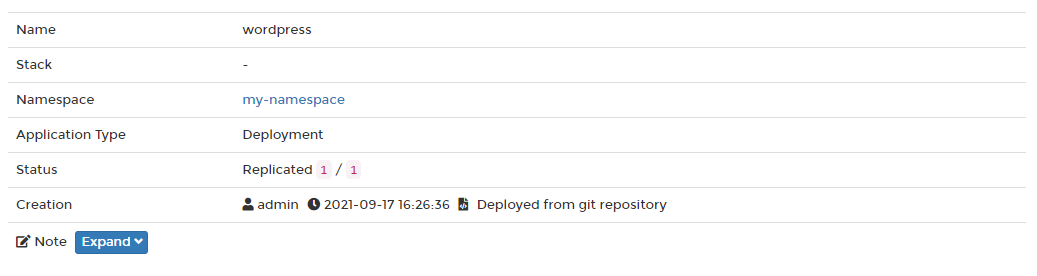 Name wordpress
Stack -
Namespace my-namespace
Application Type Deployment
Status Replicated 1 / 1
Creation admin 2021-09-17 16:26:36 Deployed from git repository
Note Expand